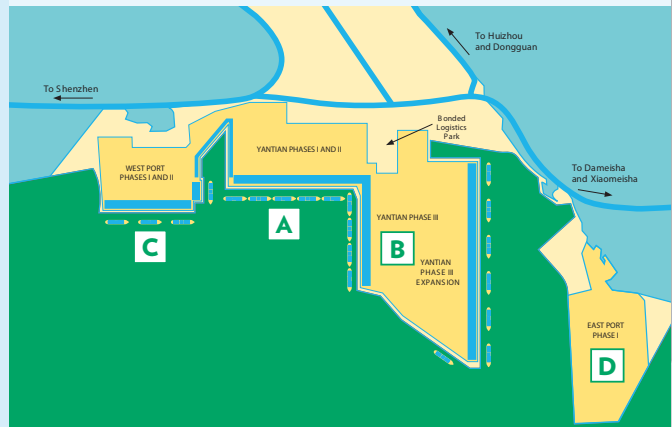 To Huizhou
and Dongguan
To Shenzhen
Bonded
Logistics
Park
YANTIAN PHASES I AND II
WEST PORT
PHASES I AND II
To Dameisha
and Xiaomeisha
A
YANTIAN PHASE III
C
B
YANTIAN
PHASE III
EXPANSION
EAST PORT
PHASE I
D